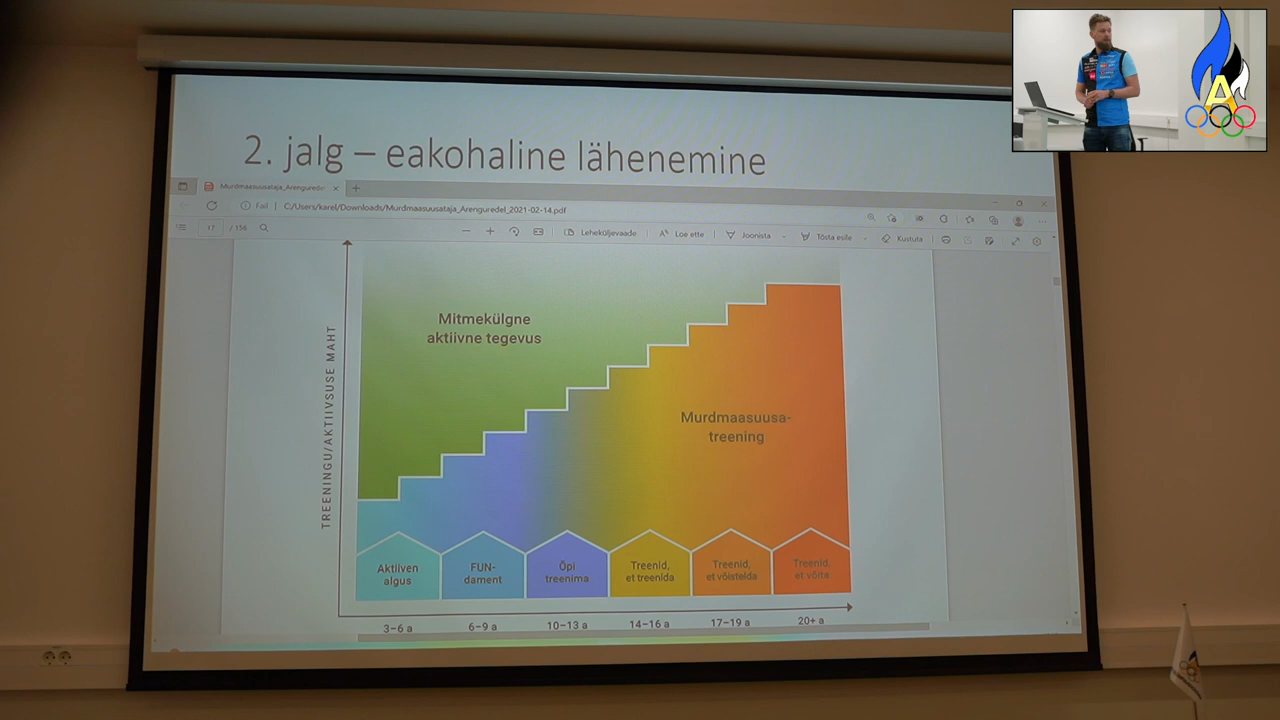 2. jalg – eakohaline lähenemine
Murdmaasuusataja_Arenguredel
Fail
C:/Users/karel/Downloads/Murdmaasuusataja_Arenguredel_2021-02-14.pdf
17 / 156
Leheküljevaade
Loe ette
Joonista
Tõsta esile
Kustuta
TREENINGU/AKTIIVSUSE MAHT
Mitmekülgne
aktiivne tegevus
Murdmaasuusa-
treening
Aktiiven
algus
FUN-
dament
Õpi
treenima
Treenid,
et treenida
Treenid,
et võistelda
Treenid,
et võita
3–6 a
6–9 a
10–13 a
14–16 a
17–19 a
20+ a
A